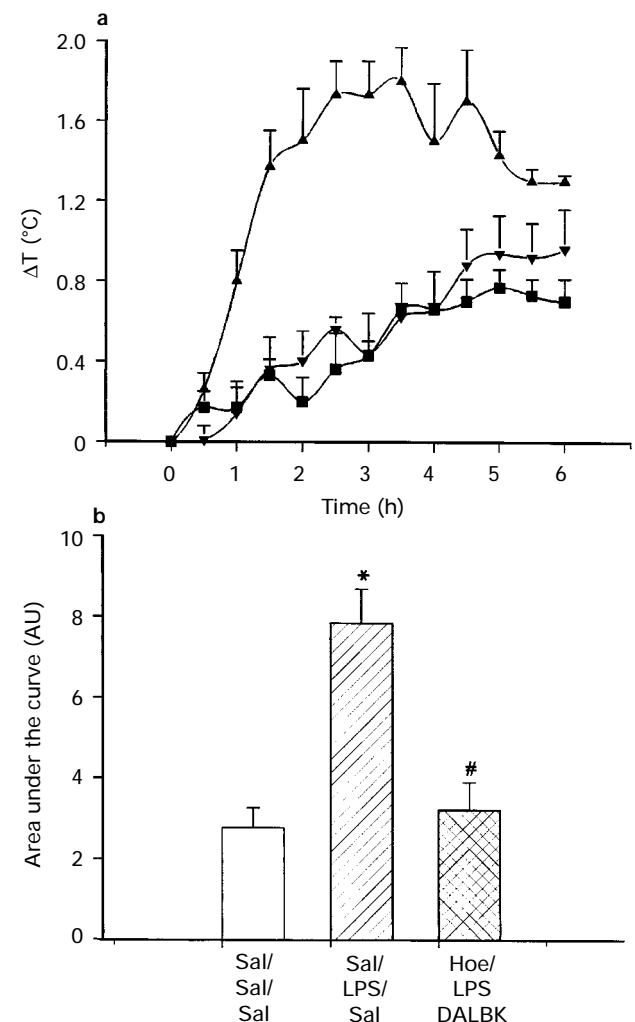 a
2.0
1.6
1.2
0.8
0.4
0
ΔT (°C)
0 1 2 3 4 5 6
Time (h)
b
10
8
6
4
2
0
Area under the curve (AU)
*
#
Sal/ Sal/ Hoe/
Sal/ LPS/ LPS
Sal Sal DALBK